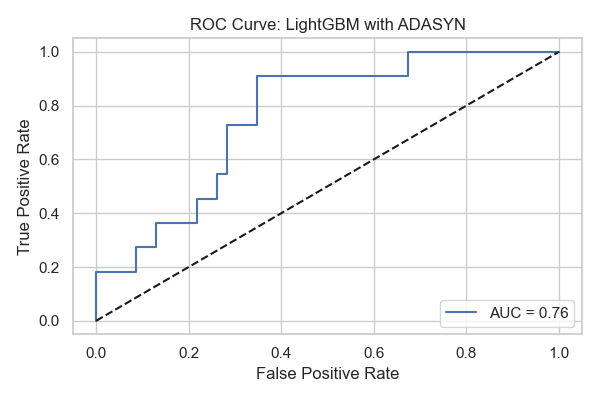 ROC Curve: LightGBM with ADASYN
True Positive Rate
1.0
0.8
0.6
0.4
0.2
0.0
AUC = 0.76
0.0 0.2 0.4 0.6 0.8 1.0
False Positive Rate